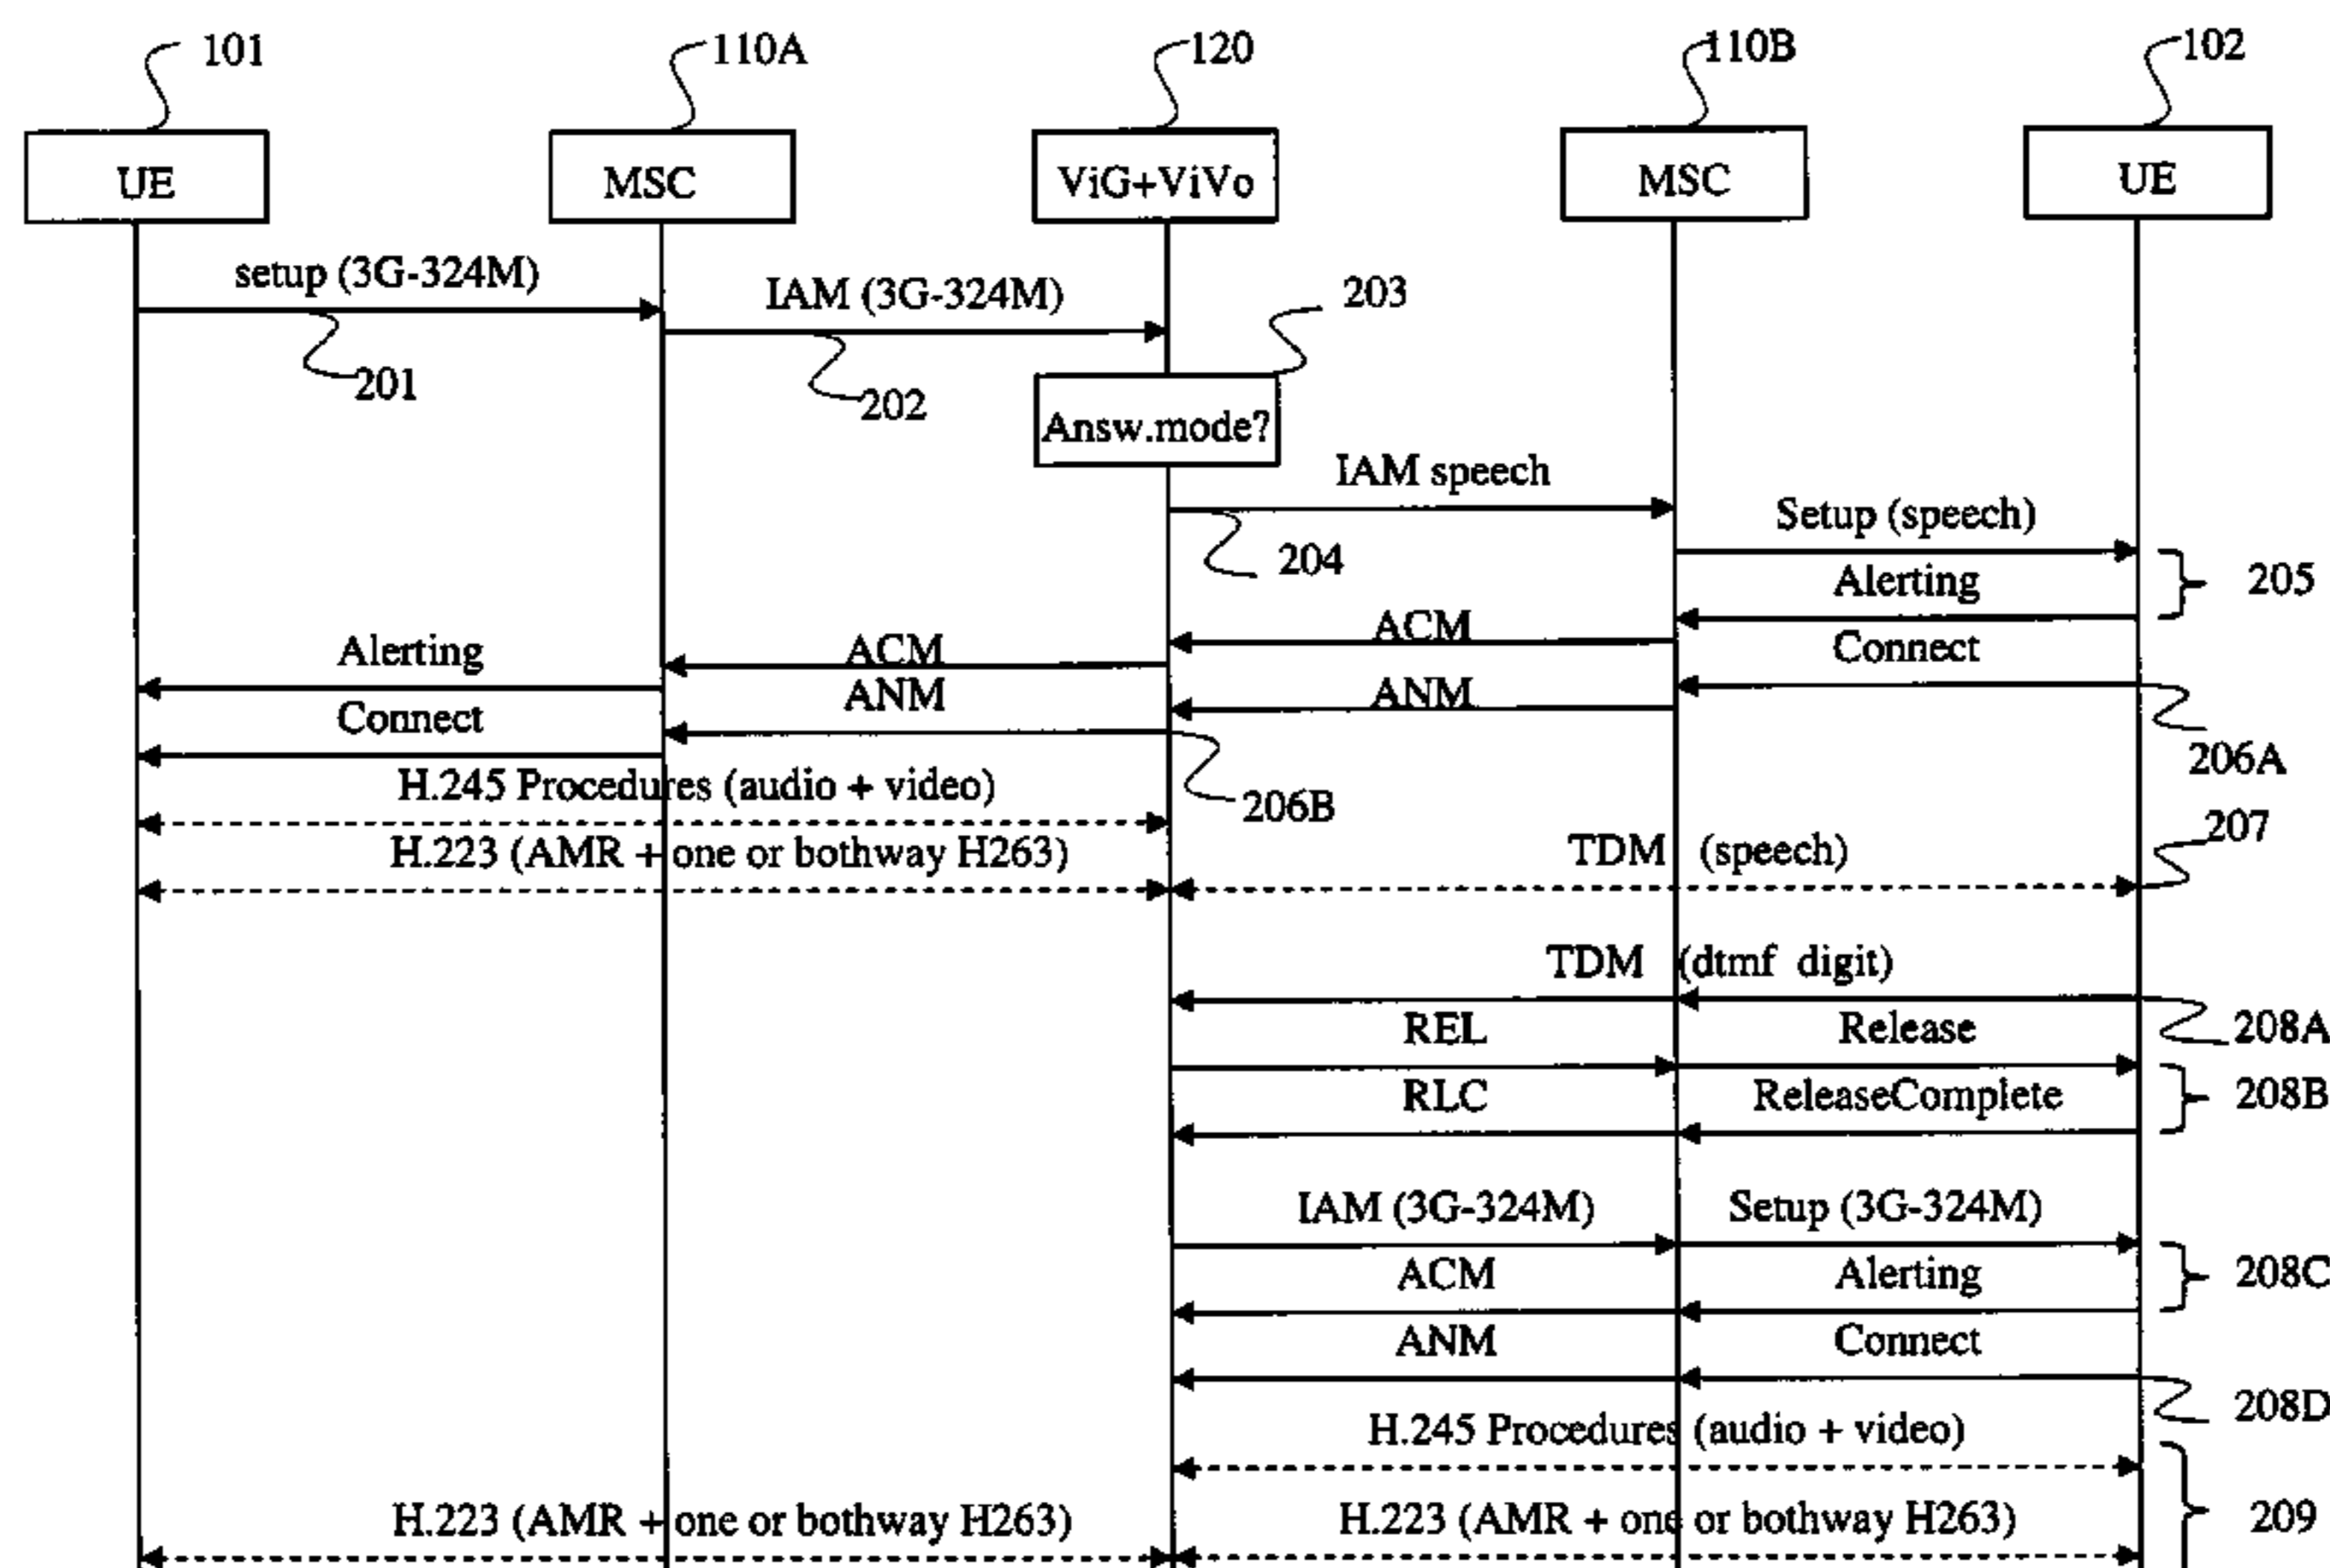 101 110A 120 110B 102
UE MSC ViG+ViVo MSC UE
setup (3G-324M)
IAM (3G-324M)
203
201
202
Answ.mode?
IAM speech
Setup (speech)
204
Alerting
205
ACM
Connect
Alerting ACM
ANM ANM
Connect
206A
H.245 Procedures (audio + video)
206B
207
H.223 (AMR + one or bothway H263)
TDM (speech)
TDM (dtmf digit)
REL Release 208A
RLC ReleaseComplete 208B
IAM (3G-324M) Setup (3G-324M)
ACM Alerting 208C
ANM Connect
208D
H.245 Procedures (audio + video)
H.223 (AMR + one or bothway H263) H.223 (AMR + one or bothway H263) 209